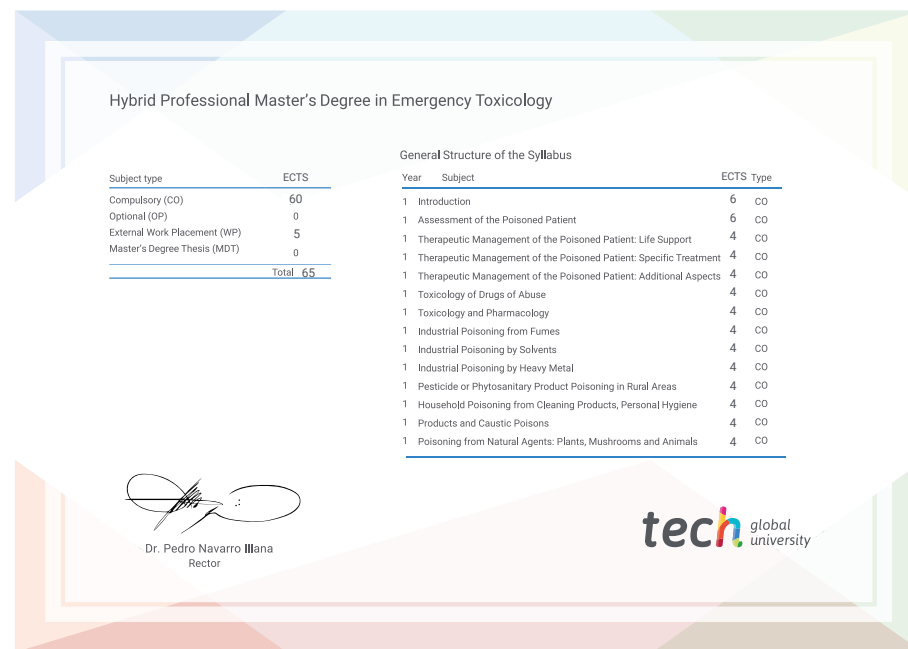 Hybrid Professional Master's Degree in Emergency Toxicology
Subject type ECTS
Compulsory (CO) 60
Optional (OP) 0
External Work Placement (WP) 5
Master's Degree Thesis (MDT) 0
Total 65
General Structure of the Syllabus
Year Subject ECTS Type
1 Introduction 6 CO
1 Assessment of the Poisoned Patient 6 CO
1 Therapeutic Management of the Poisoned Patient: Life Support 4 CO
1 Therapeutic Management of the Poisoned Patient: Specific Treatment 4 CO
1 Therapeutic Management of the Poisoned Patient: Additional Aspects 4 CO
1 Toxicology of Drugs of Abuse 4 CO
1 Toxicology and Pharmacology 4 CO
1 Industrial Poisoning from Fumes 4 CO
1 Industrial Poisoning by Solvents 4 CO
1 Industrial Poisoning by Heavy Metal 4 CO
1 Pesticide or Phytosanitary Product Poisoning in Rural Areas 4 CO
1 Household Poisoning from Cleaning Products, Personal Hygiene 4 CO
1 Products and Caustic Poisons 4 CO
1 Poisoning from Natural Agents: Plants, Mushrooms and Animals 4 CO
Dr. Pedro Navarro Illana
Rector
tech global
university